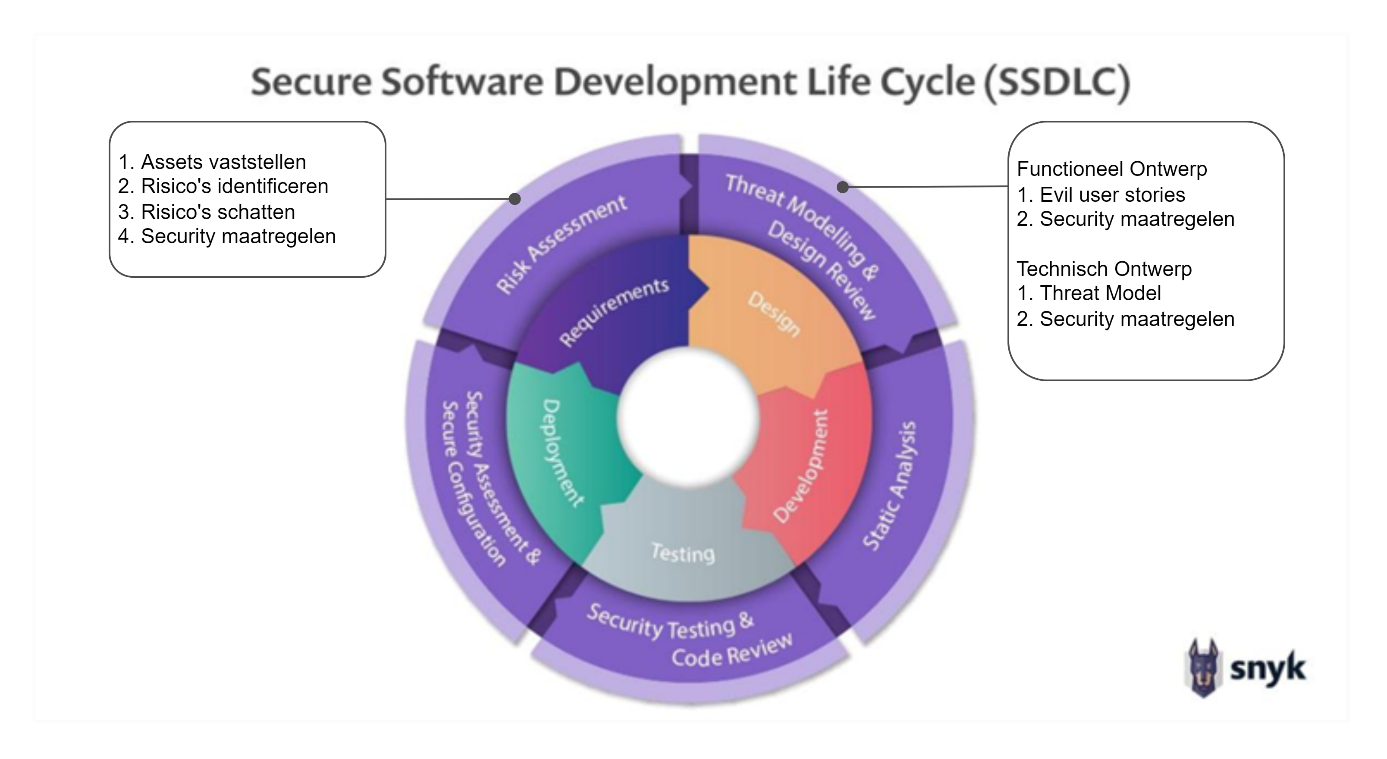 Secure Software Development Life Cycle (SSDLC)
1. Assets vaststellen
2. Risico's identificeren
3. Risico's schatten
4. Security maatregelen
Functioneel Ontwerp
1. Evil user stories
2. Security maatregelen
Technisch Ontwerp
1. Threat Model
2. Security maatregelen
Risk Assessment
Threat Modelling &
Design Review
Static Analysis
Security Testing &
Code Review
Security Assessment &
Secure Configuration
Requirements
Design
Development
Testing
Deployment
snyk